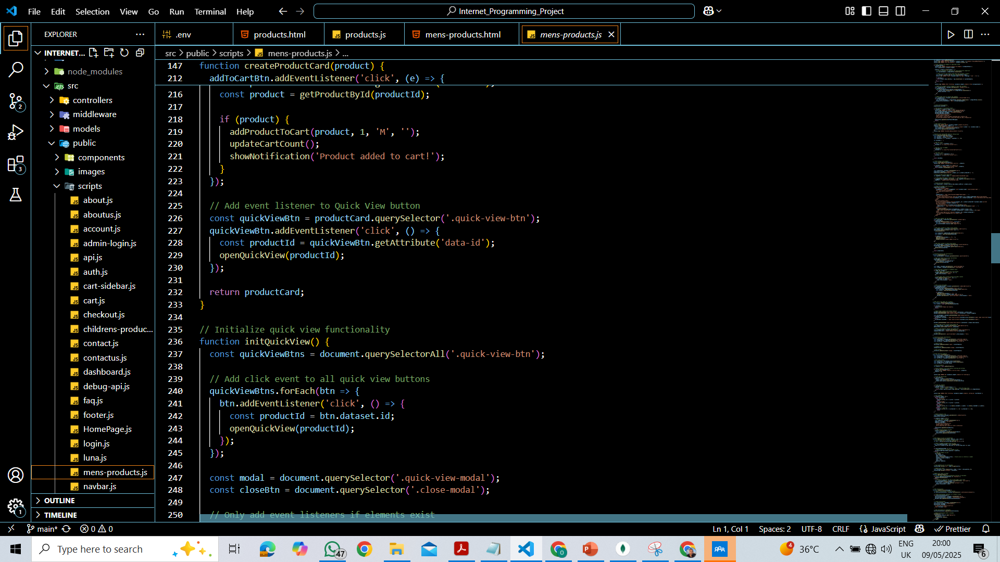 File Edit Selection View Go Run Terminal Help
Internet_Programming_Project
EXPLORER
.env
products.html
products.js
mens-products.html
mens-products.js
INTERNET...
src > public > scripts > mens-products.js > ...
node_modules
src
controllers
middleware
models
public
components
images
scripts
about.js
aboutus.js
account.js
admin-login.js
api.js
auth.js
cart-sidebar.js
cart.js
checkout.js
childrens-produc...
contact.js
contactus.js
dashboard.js
debug-api.js
faq.js
footer.js
HomePage.js
login.js
luna.js
mens-products.js
navbar.js
OUTLINE
TIMELINE
2
3
1
147 function createProductCard(product) {
212 addToCartBtn.addEventListener('click', (e) => {
216 const product = getProductById(productId);
217
218 if (product) {
219 addProductToCart(product, 1, 'M', '');
220 updateCartCount();
221 showNotification('Product added to cart!');
222 }
223 });
224
225 // Add event listener to Quick View button
226 const quickViewBtn = productCard.querySelector('.quick-view-btn');
227 quickViewBtn.addEventListener('click', () => {
228 const productId = quickViewBtn.getAttribute('data-id');
229 openQuickView(productId);
230 });
231
232 return productCard;
233 }
234
235 // Initialize quick view functionality
236 function initQuickView() {
237 const quickViewBtns = document.querySelectorAll('.quick-view-btn');
238
239 // Add click event to all quick view buttons
240 quickViewBtns.forEach(btn => {
241 btn.addEventListener('click', () => {
242 const productId = btn.dataset.id;
243 openQuickView(productId);
244 });
245 });
246
247 const modal = document.querySelector('.quick-view-modal');
248 const closeBtn = document.querySelector('.close-modal');
249
250 // Only add event listeners if elements exist
main* 0 0
Ln 1, Col 1 Spaces: 2 UTF-8 CRLF JavaScript Prettier
Type here to search
47
4
36°C
ENG
UK
20:00
09/05/2025
6